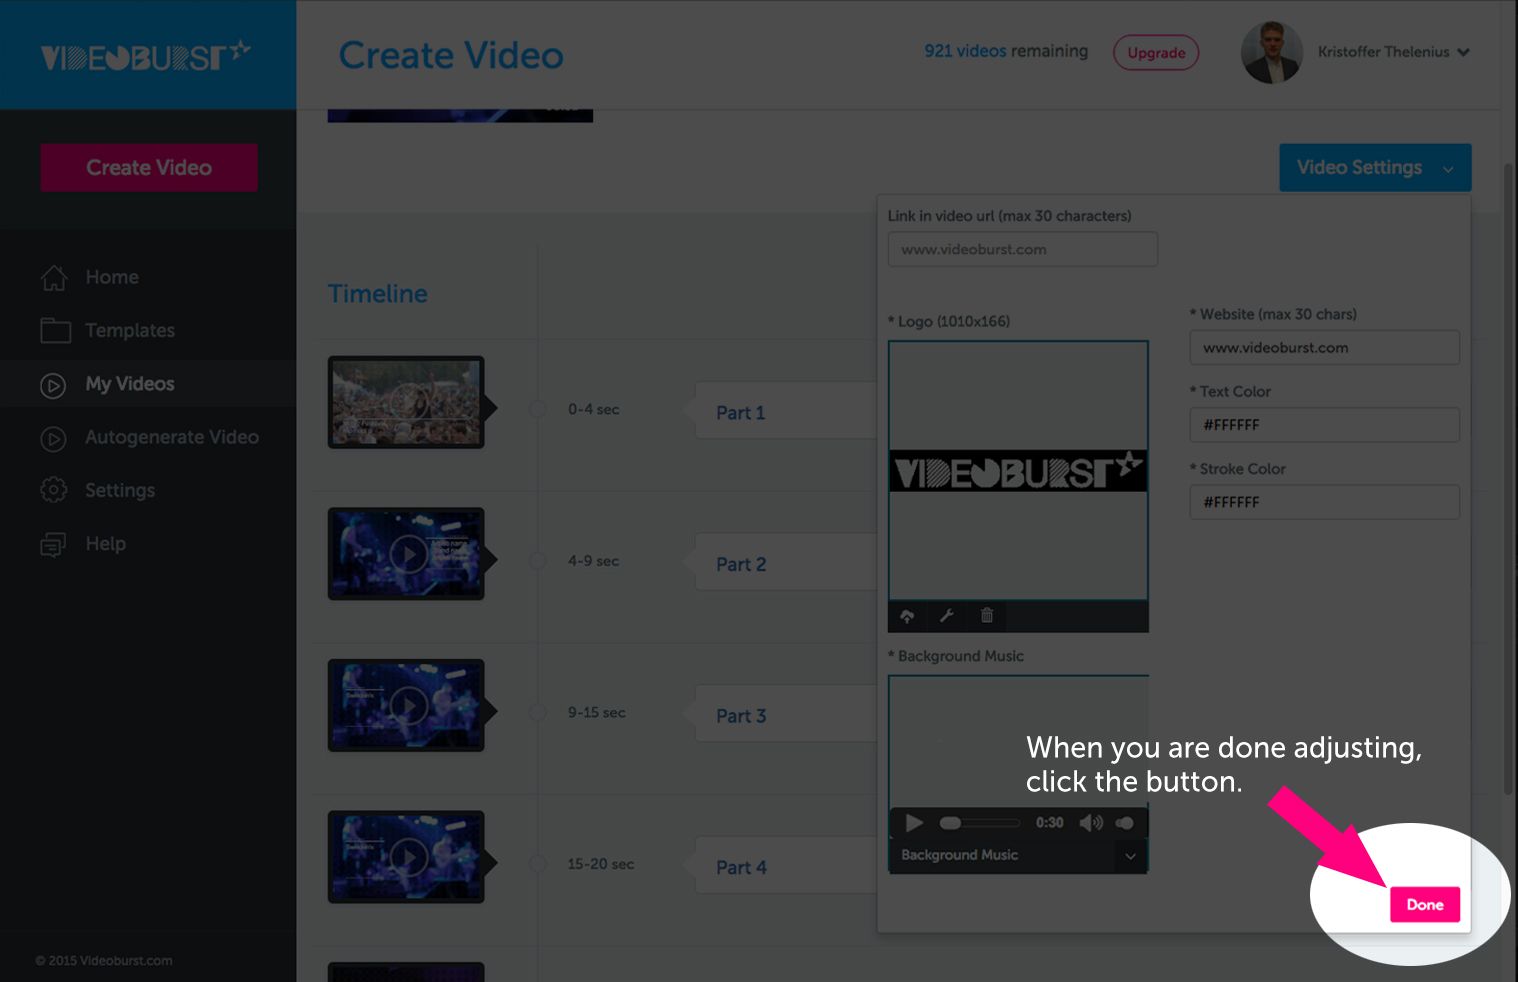 VIDEOBURST
Create Video
921 videos remaining
Upgrade
Kristoffer Thelenius
Create Video
Video Settings
Home
Templates
My Videos
Autogenerate Video
Settings
Help
© 2015 Videoburst.com
Timeline
0-4 sec
Part 1
4-9 sec
Part 2
9-15 sec
Part 3
15-20 sec
Part 4
Link in video url (max 30 characters)
www.videoburst.com
* Logo (1010x166)
VIDEOBURST
* Website (max 30 chars)
www.videoburst.com
* Text Color
#FFFFFF
* Stroke Color
#FFFFFF
* Background Music
0:30
Background Music
When you are done adjusting,
click the button.
Done